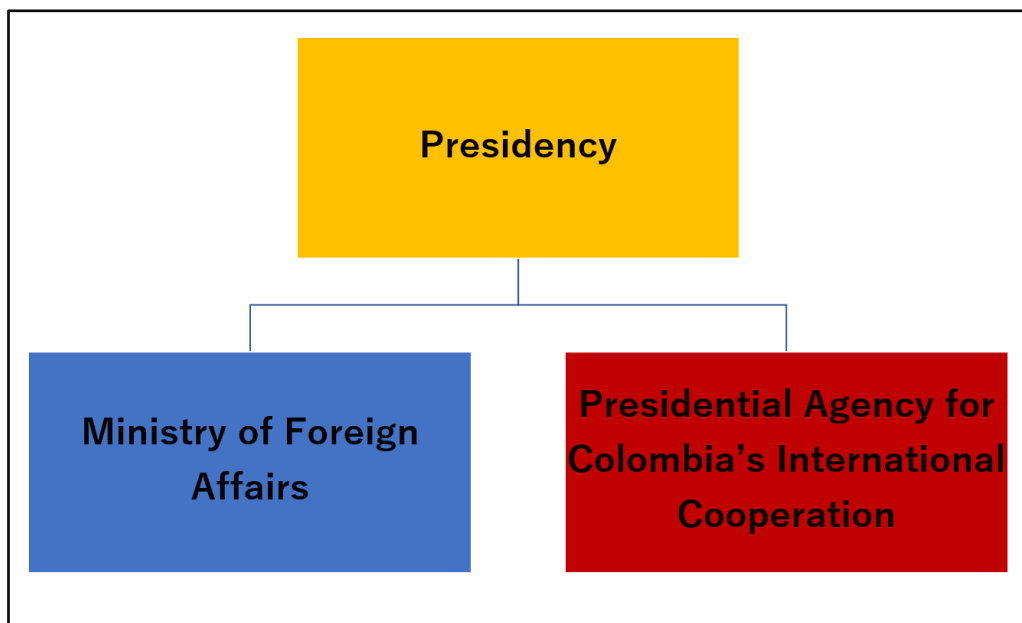 Presidency
Ministry of Foreign
Affairs
Presidential Agency for
Colombia’s International
Cooperation